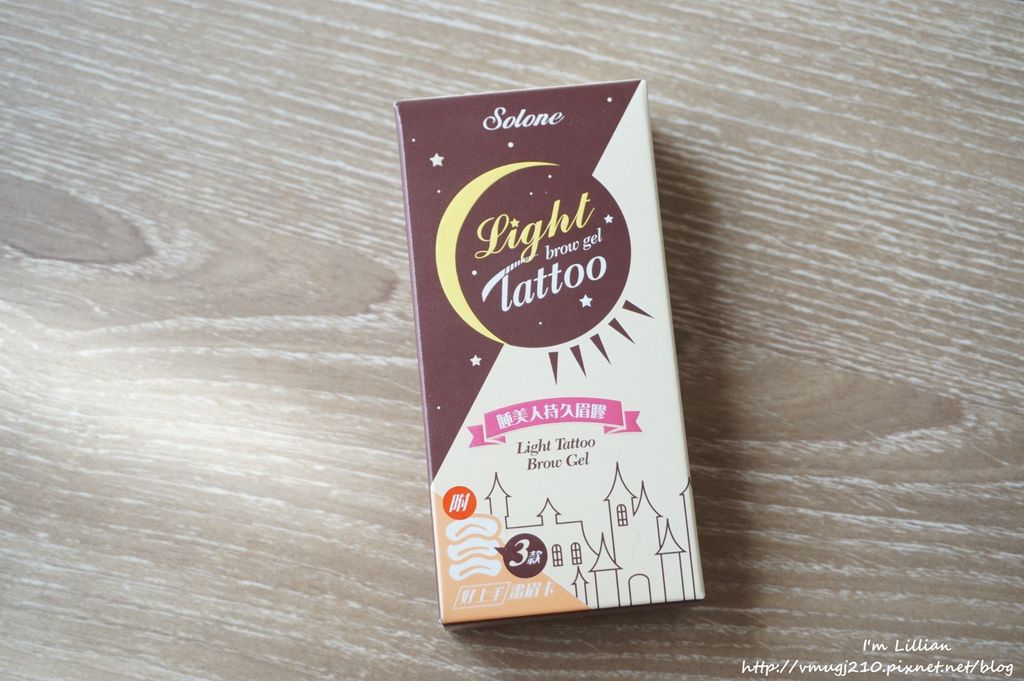 Solone
Light
brow gel
Tattoo
睡美人持久眉膠
Light Tattoo
Brow Gel
附
3款
好上手 畫眉卡
I'm Lillian
http://vmugj210.pixnet.net/blog